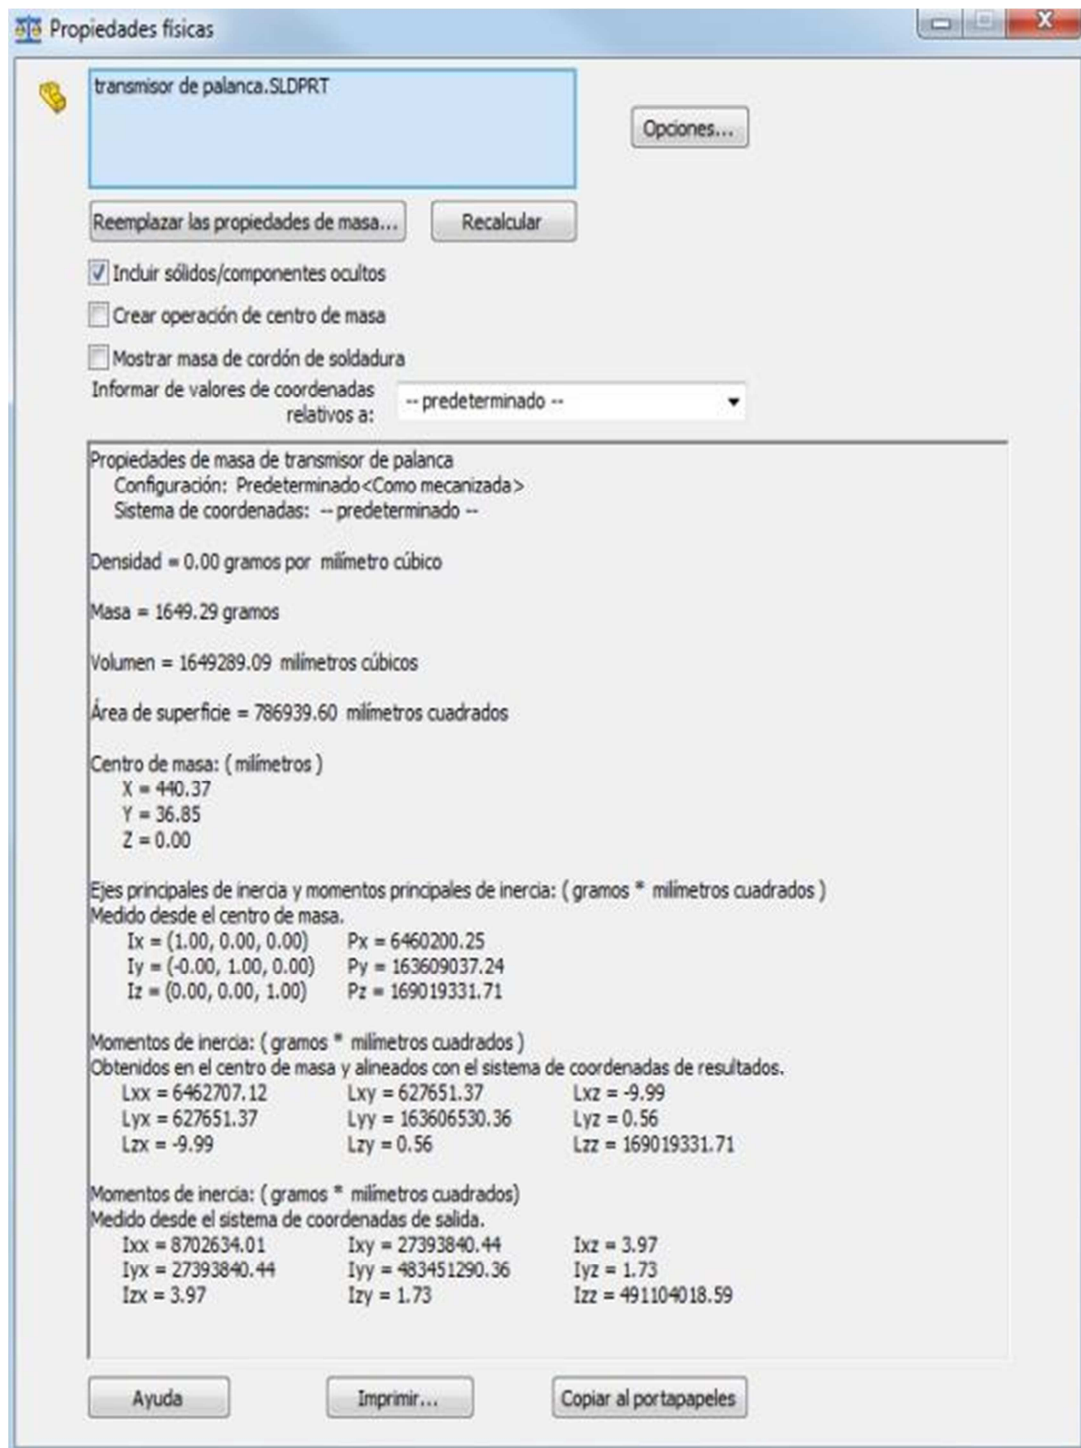 Propiedades físicas
transmisor de palanca.SLDPRT
Opciones...
Reemplazar las propiedades de masa... Recalcular
Incluir sólidos/componentes ocultos
Crear operación de centro de masa
Mostrar masa de cordón de soldadura
Informar de valores de coordenadas
relativos a: -- predeterminado --
Propiedades de masa de transmisor de palanca
Configuración: Predeterminado<Como mecanizada>
Sistema de coordenadas: -- predeterminado --
Densidad = 0.00 gramos por milímetro cúbico
Masa = 1649.29 gramos
Volumen = 1649289.09 milímetros cúbicos
Área de superficie = 786939.60 milímetros cuadrados
Centro de masa: ( milímetros )
X = 440.37
Y = 36.85
Z = 0.00
Ejes principales de inercia y momentos principales de inercia: ( gramos * milímetros cuadrados )
Medido desde el centro de masa.
Ix = (1.00, 0.00, 0.00) Px = 6460200.25
Iy = (-0.00, 1.00, 0.00) Py = 163609037.24
Iz = (0.00, 0.00, 1.00) Pz = 169019331.71
Momentos de inercia: ( gramos * milímetros cuadrados )
Obtenidos en el centro de masa y alineados con el sistema de coordenadas de resultados.
Lxx = 6462707.12 Lxy = 627651.37 Lxz = -9.99
Lyx = 627651.37 Lyy = 163606530.36 Lyz = 0.56
Lzx = -9.99 Lzy = 0.56 Lzz = 169019331.71
Momentos de inercia: ( gramos * milímetros cuadrados)
Medido desde el sistema de coordenadas de salida.
Ixx = 8702634.01 Ixy = 27393840.44 Ixz = 3.97
Iyx = 27393840.44 Iyy = 483451290.36 Iyz = 1.73
Izx = 3.97 Izy = 1.73 Izz = 491104018.59
Ayuda Imprimir... Copiar al portapapeles